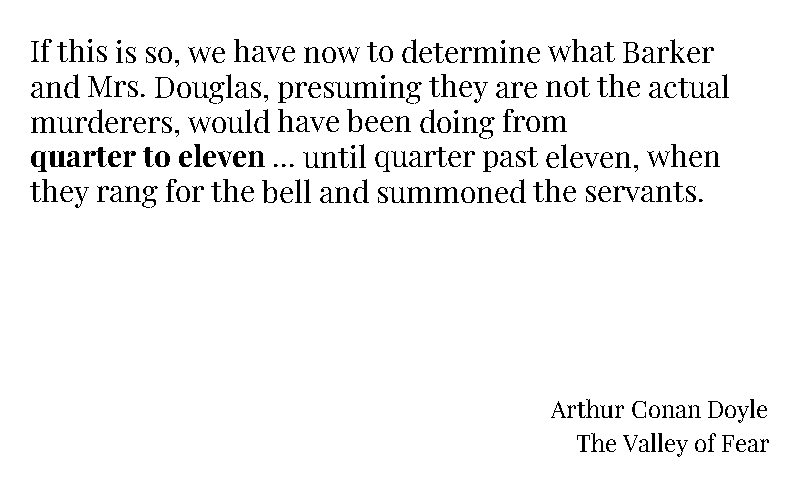 If this is so, we have now to determine what Barker
and Mrs. Douglas, presuming they are not the actual
murderers, would have been doing from
quarter to eleven ... until quarter past eleven, when
they rang for the bell and summoned the servants.
Arthur Conan Doyle
The Valley of Fear